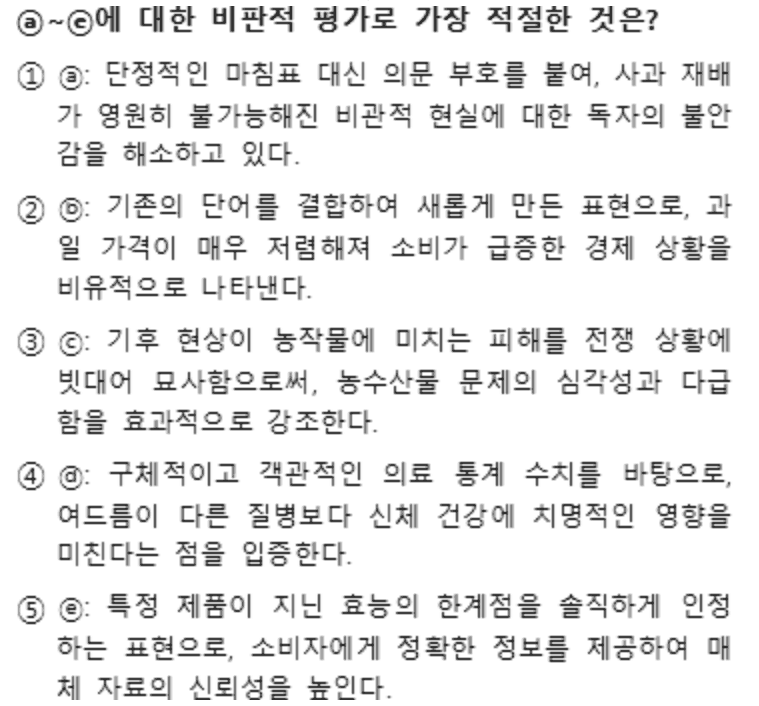 ⓐ~ⓔ에 대한 비판적 평가로 가장 적절한 것은?
① ⓐ: 단정적인 마침표 대신 의문 부호를 붙여, 사과 재배
가 영원히 불가능해진 비관적 현실에 대한 독자의 불안
감을 해소하고 있다.
② ⓑ: 기존의 단어를 결합하여 새롭게 만든 표현으로, 과
일 가격이 매우 저렴해져 소비가 급증한 경제 상황을
비유적으로 나타낸다.
③ ⓒ: 기후 현상이 농작물에 미치는 피해를 전쟁 상황에
빗대어 묘사함으로써, 농수산물 문제의 심각성과 다급
함을 효과적으로 강조한다.
④ ⓓ: 구체적이고 객관적인 의료 통계 수치를 바탕으로,
여드름이 다른 질병보다 신체 건강에 치명적인 영향을
미친다는 점을 입증한다.
⑤ ⓔ: 특정 제품이 지닌 효능의 한계점을 솔직하게 인정
하는 표현으로, 소비자에게 정확한 정보를 제공하여 매
체 자료의 신뢰성을 높인다.